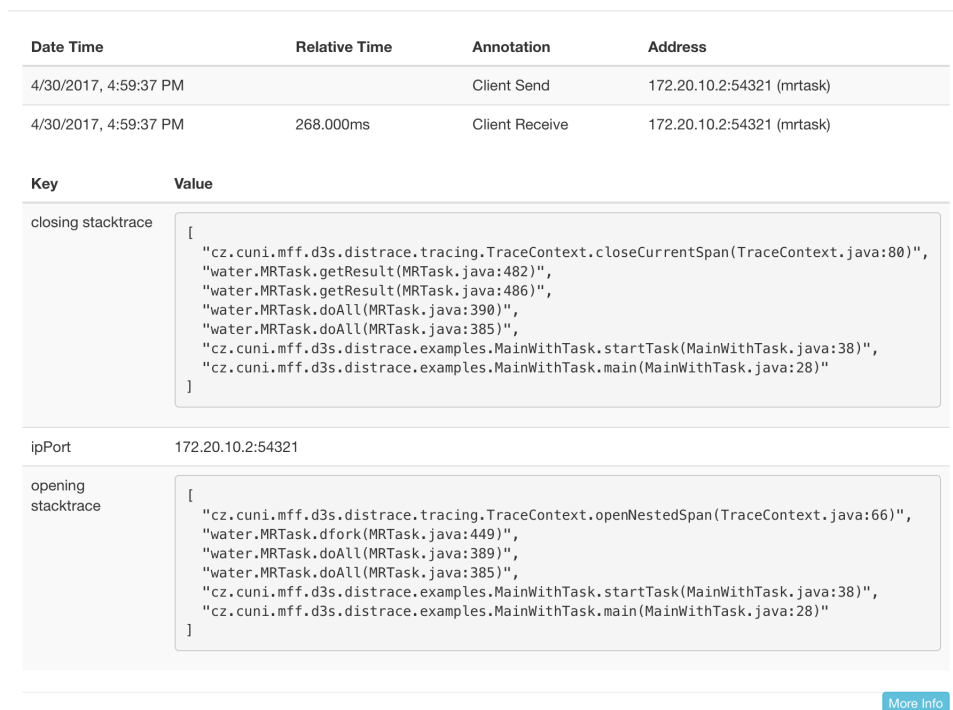 Date Time Relative Time Annotation Address
4/30/2017, 4:59:37 PM Client Send 172.20.10.2:54321 (mrtask)
4/30/2017, 4:59:37 PM 268.000ms Client Receive 172.20.10.2:54321 (mrtask)
Key Value
closing stacktrace
[
"cz.cuni.mff.d3s.distrace.tracing.TraceContext.closeCurrentSpan(TraceContext.java:80)",
"water.MRTask.getResult(MRTask.java:482)",
"water.MRTask.getResult(MRTask.java:486)",
"water.MRTask.doAll(MRTask.java:390)",
"water.MRTask.doAll(MRTask.java:385)",
"cz.cuni.mff.d3s.distrace.examples.MainWithTask.startTask(MainWithTask.java:38)",
"cz.cuni.mff.d3s.distrace.examples.MainWithTask.main(MainWithTask.java:28)"
]
ipPort 172.20.10.2:54321
opening
stacktrace
[
"cz.cuni.mff.d3s.distrace.tracing.TraceContext.openNestedSpan(TraceContext.java:66)",
"water.MRTask.dfork(MRTask.java:449)",
"water.MRTask.doAll(MRTask.java:389)",
"water.MRTask.doAll(MRTask.java:385)",
"cz.cuni.mff.d3s.distrace.examples.MainWithTask.startTask(MainWithTask.java:38)",
"cz.cuni.mff.d3s.distrace.examples.MainWithTask.main(MainWithTask.java:28)"
]
More Info